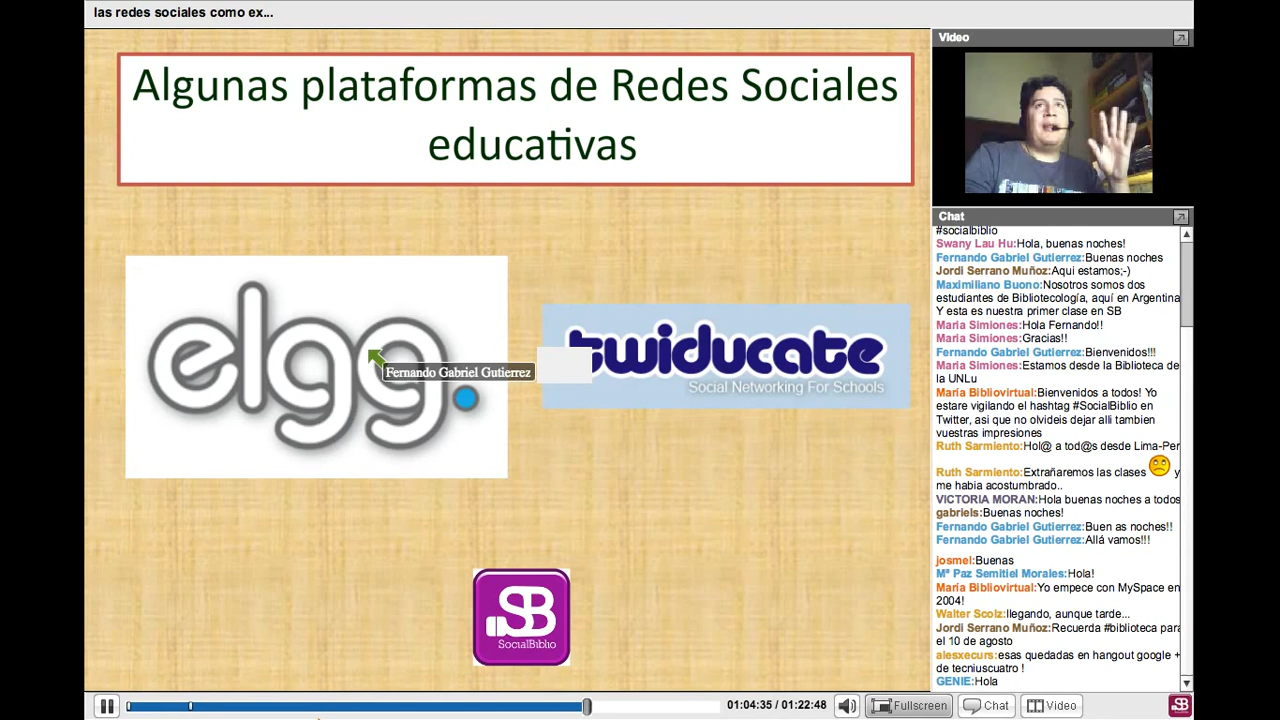 las redes sociales como ex...
Algunas plataformas de Redes Sociales
educativas
elgg.
Fernando Gabriel Gutierrez
twiducate
Social Networking For Schools
SB
SocialBiblio
Video
Chat
#socialbiblio
Swany Lau Hu:Hola, buenas noches!
Fernando Gabriel Gutierrez:Buenas noches
Jordi Serrano Muñoz:Aqui estamos;-)
Maximiliano Buono:Nosotros somos dos
estudiantes de Bibliotecología, aquí en Argentina
Y esta es nuestra primer clase en SB
Maria Simiones:Hola Fernando!!
Maria Simiones:Gracias!!
Fernando Gabriel Gutierrez:Bienvenidos!!!
Maria Simiones:Estamos desde la Biblioteca de
la UNLu
María Bibliovirtual:Bienvenidos a todos! Yo
estare vigilando el hashtag #SocialBiblio en
Twitter, asi que no olvideis dejar alli tambien
vuestras impresiones
Ruth Sarmiento:Hol@ a tod@s desde Lima-Per
Ruth Sarmiento:Extrañaremos las clases y
me habia acostumbrado..
VICTORIA MORAN:Hola buenas noches a todos
gabriels:Buenas noches!
Fernando Gabriel Gutierrez:Buen as noches!!
Fernando Gabriel Gutierrez:Allá vamos!!!
josmel:Buenas
Mª Paz Semitiel Morales:Hola!
María Bibliovirtual:Yo empece con MySpace en
2004!
Walter Scolz:llegando, aunque tarde...
Jordi Serrano Muñoz:Recuerda #biblioteca para
el 10 de agosto
alesxecurs:esas quedadas en hangout google +
de tecniuscuatro !
GENIE:Hola
01:04:35 / 01:22:48
Fullscreen
Chat
Video
SB